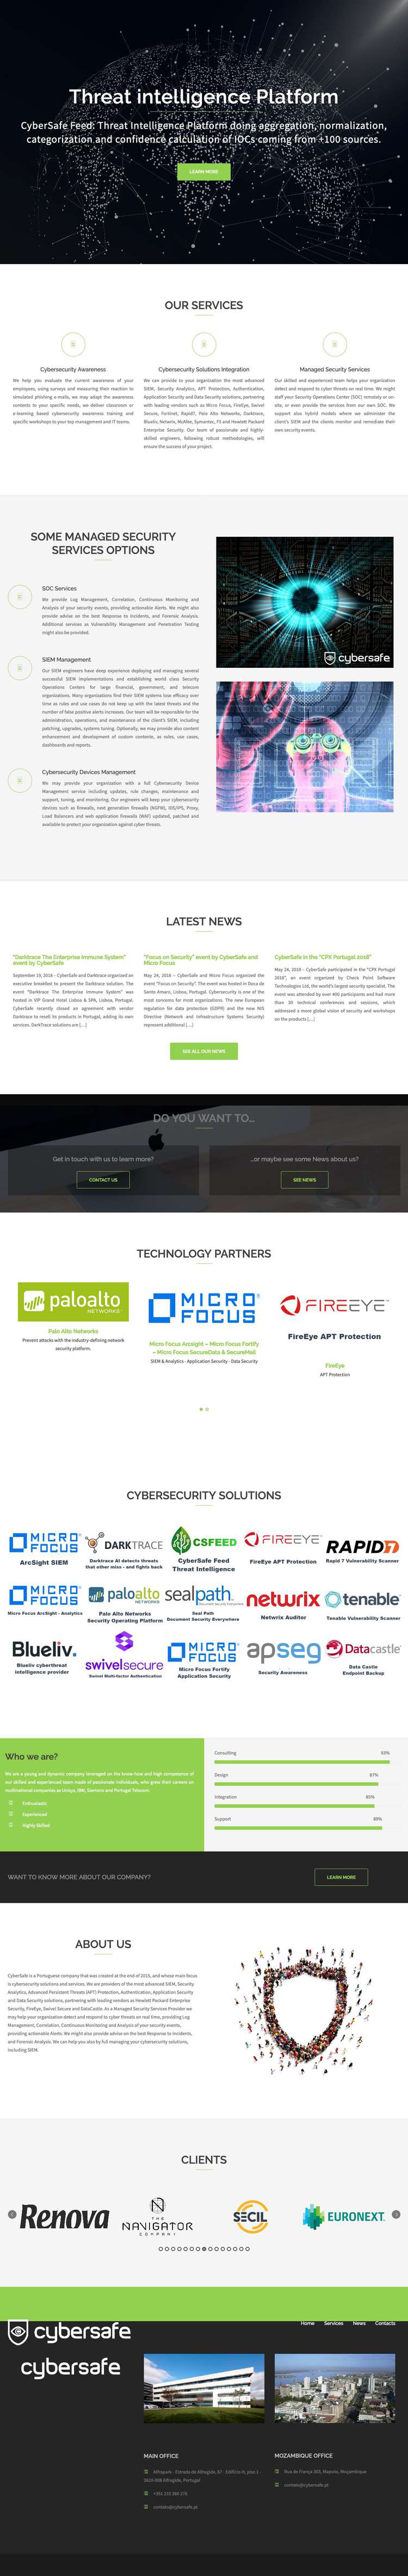 Threat intelligence Platform
CyberSafe Feed: Threat Intelligence Platform doing aggregation, normalization,
categorization and confidence calculation of IOCs coming from +100 sources.
LEARN MORE
OUR SERVICES
Cybersecurity Awareness
We help you evaluate the current awareness of your
employees, using surveys and measuring their reaction to
simulated phishing e-mails, we may adapt the awareness
contents to your specific needs, we deliver classroom or
e-learning based cybersecurity awareness training and
specific workshops to your top management and IT teams.
Cybersecurity Solutions Integration
We can provide to your organization the most advanced
SIEM, Security Analytics, APT Protection, Authentication,
Application Security and Data Security solutions, partnering
with leading vendors such as Micro Focus, FireEye, Swivel
Secure, Fortinet, Rapid7, Palo Alto Networks, Darktrace,
Blueliv, Netwrix, McAfee, Symantec, F5 and Hewlett Packard
Enterprise Security. Our team of passionate and highly-
skilled engineers, following robust methodologies, will
ensure the success of your project.
Managed Security Services
Our skilled and experienced team helps your organization
detect and respond to cyber threats on real time. We might
staff your Security Operations Center (SOC) remotely or on-
site, or even provide the services from our own SOC. We
support also hybrid models where we administer the
client's SIEM and the clients monitor and remediate their
own security events.
SOME MANAGED SECURITY
SERVICES OPTIONS
SOC Services
We provide Log Management, Correlation, Continuous Monitoring and
Analysis of your security events, providing actionable Alerts. We might also
provide advise on the best Response to Incidents, and Forensic Analysis.
Additional services as Vulnerability Management and Penetration Testing
might also be provided.
SIEM Management
Our SIEM engineers have deep experience deploying and managing several
successful SIEM implementations and establishing world class Security
Operations Centers for large financial, government, and telecom
organizations. Many organizations find their SIEM systems lose efficacy over
time as rules and use cases do not keep up with the latest threats and the
number of false positive alerts increases. Our team will be responsible for the
administration, operations, and maintenance of the client's SIEM, including
patching, upgrades, systems tuning. Optionally, we may provide also content
enhancement and development of custom contents, as rules, use cases,
dashboards and reports.
Cybersecurity Devices Management
We may provide your organization with a full Cybersecurity Device
Management service including updates, rule changes, maintenance and
support, tuning, and monitoring. Our engineers will keep your cybersecurity
devices such as firewalls, next generation firewalls (NGFW), IDS/IPS, Proxy,
Load Balancers and web application firewalls (WAF) updated, patched and
available to protect your organization against cyber threats.
cybersafe
LATEST NEWS
"Darktrace The Enterprise Immune System"
event by CyberSafe
September 19, 2018 – CyberSafe and Darktrace organized an
executive breakfast to present the Darktrace solution. The
event "Darktrace The Enterprise Immune System" was
hosted in VIP Grand Hotel Lisboa & SPA, Lisboa, Portugal.
CyberSafe recently closed an agreement with vendor
Darktrace to resell its products in Portugal, adding its own
services. DarkTrace solutions are […]
"Focus on Security" event by CyberSafe and
Micro Focus
May 24, 2018 – CyberSafe and Micro Focus organized the
event "Focus on Security". The event was hosted in Doca de
Santo Amaro, Lisboa, Portugal. Cybersecurity is one of the
most concerns for most organizations. The new European
regulation for data protection (GDPR) and the new NIS
Directive (Network and Infrastructure Systems Security)
represent additional […]
CyberSafe in the "CPX Portugal 2018"
May 24, 2018 – CyberSafe participated in the "CPX Portugal
2018", an event organized by Check Point Software
Technologies Ltd, the world's largest security specialist. The
event was attended by over 400 participants and had more
than 30 technical conferences and sessions, which
addressed a more global vision of security and workshops
on the products […]
SEE ALL OUR NEWS
DO YOU WANT TO...
Get in touch with us to learn more?
CONTACT US
...or maybe see some News about us?
SEE NEWS
TECHNOLOGY PARTNERS
paloalto
NETWORKS
Palo Alto Networks
Prevent attacks with the industry-defining network
security platform.
MICRO
FOCUS
Micro Focus Arcsight – Micro Focus Fortify
– Micro Focus SecureData & SecureMail
SIEM & Analytics - Application Security - Data Security
FIREEYE
FireEye APT Protection
FireEye
APT Protection
CYBERSECURITY SOLUTIONS
MICRO
FOCUS
ArcSight SIEM
DARKTRACE
Darktrace AI detects threats
that other miss - and fights back
CSFEED
CyberSafe Feed
Threat Intelligence
FIREEYE
FireEye APT Protection
RAPID7
Rapid 7 Vulnerability Scanner
MICRO
FOCUS
Micro Focus ArcSight - Analytics
paloalto
NETWORKS
Palo Alto Networks
Security Operating Platform
sealpath
Seal Path
Document Security Everywhere
netwrix
Netwrix Auditor
tenable
Tenable Vulnerability Scanner
Blueliv.
Blueliv cyberthreat
intelligence provider
swivelsecure
Swivel Multi-factor Authentication
MICRO
FOCUS
Micro Focus Fortify
Application Security
apseg
Security Awareness
Datacastle
Data Castle
Endpoint Backup
Who we are?
We are a young and dynamic company leveraged on the know-how and high competence of
our skilled and experienced team made of passionate individuals, who grew their careers on
multinational companies as Unisys, IBM, Siemens and Portugal Telecom.
Enthusiastic
Experienced
Highly Skilled
Consulting 93%
Design 87%
Integration 85%
Support 89%
WANT TO KNOW MORE ABOUT OUR COMPANY?
LEARN MORE
ABOUT US
CyberSafe is a Portuguese company that was created at the end of 2015, and whose main focus
is cybersecurity solutions and services. We are providers of the most advanced SIEM, Security
Analytics, Advanced Persistent Threats (APT) Protection, Authentication, Application Security
and Data Security solutions, partnering with leading vendors as Hewlett Packard Enterprise
Security, FireEye, Swivel Secure and DataCastle. As a Managed Security Services Provider we
may help your organization detect and respond to cyber threats on real time, providing Log
Management, Correlation, Continuous Monitoring and Analysis of your security events,
providing actionable Alerts. We might also provide advise on the best Response to Incidents,
and Forensic Analysis. We can help you also by full managing your cybersecurity solutions,
including SIEM.
CLIENTS
Renova
THE
NAVIGATOR
COMPANY
SECIL
EURONEXT
cybersafe
Home Services News Contacts
cybersafe
MAIN OFFICE
Alfrapark - Estrada de Alfragide, 67 - Edifício H, piso 1 -
2610-008 Alfragide, Portugal
contato@cybersafe.pt
MOZAMBIQUE OFFICE
Rua de França 303, Maputo, Moçambique
contato@cybersafe.pt